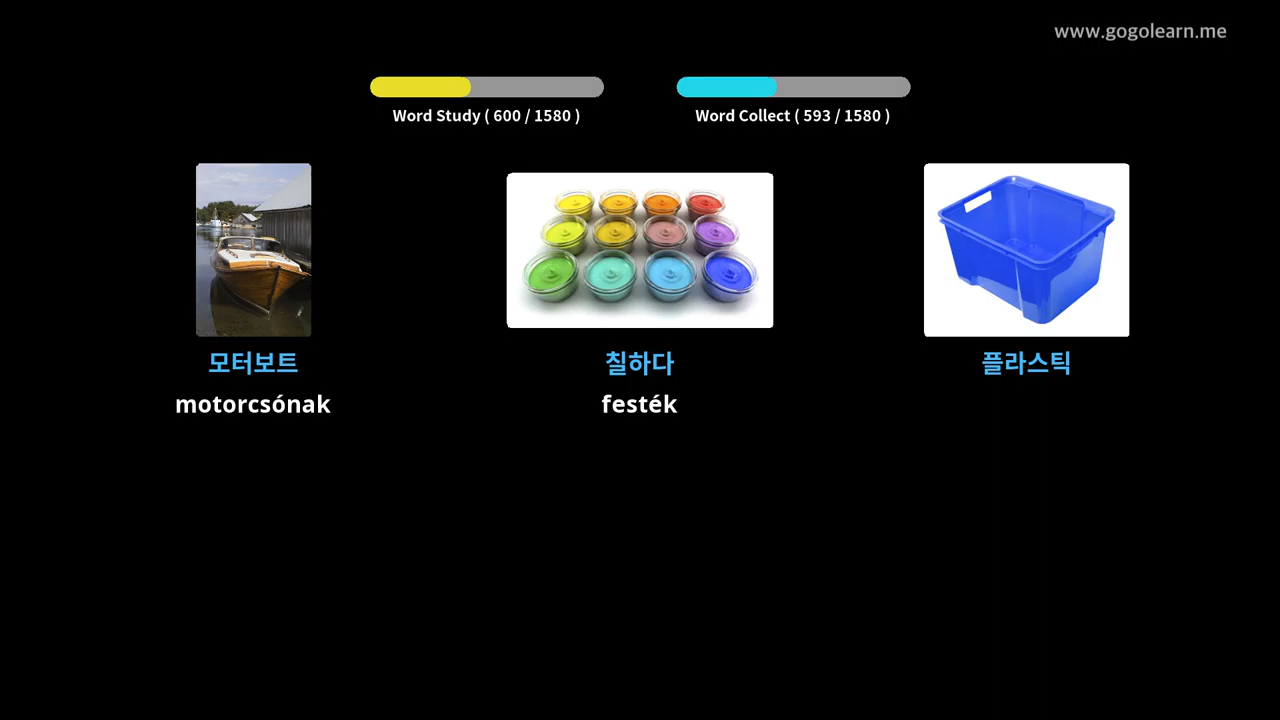 www.gogolearn.me
Word Study ( 600 / 1580 )
Word Collect ( 593 / 1580 )
모터보트
칠하다
플라스틱
motorcsónak
festék